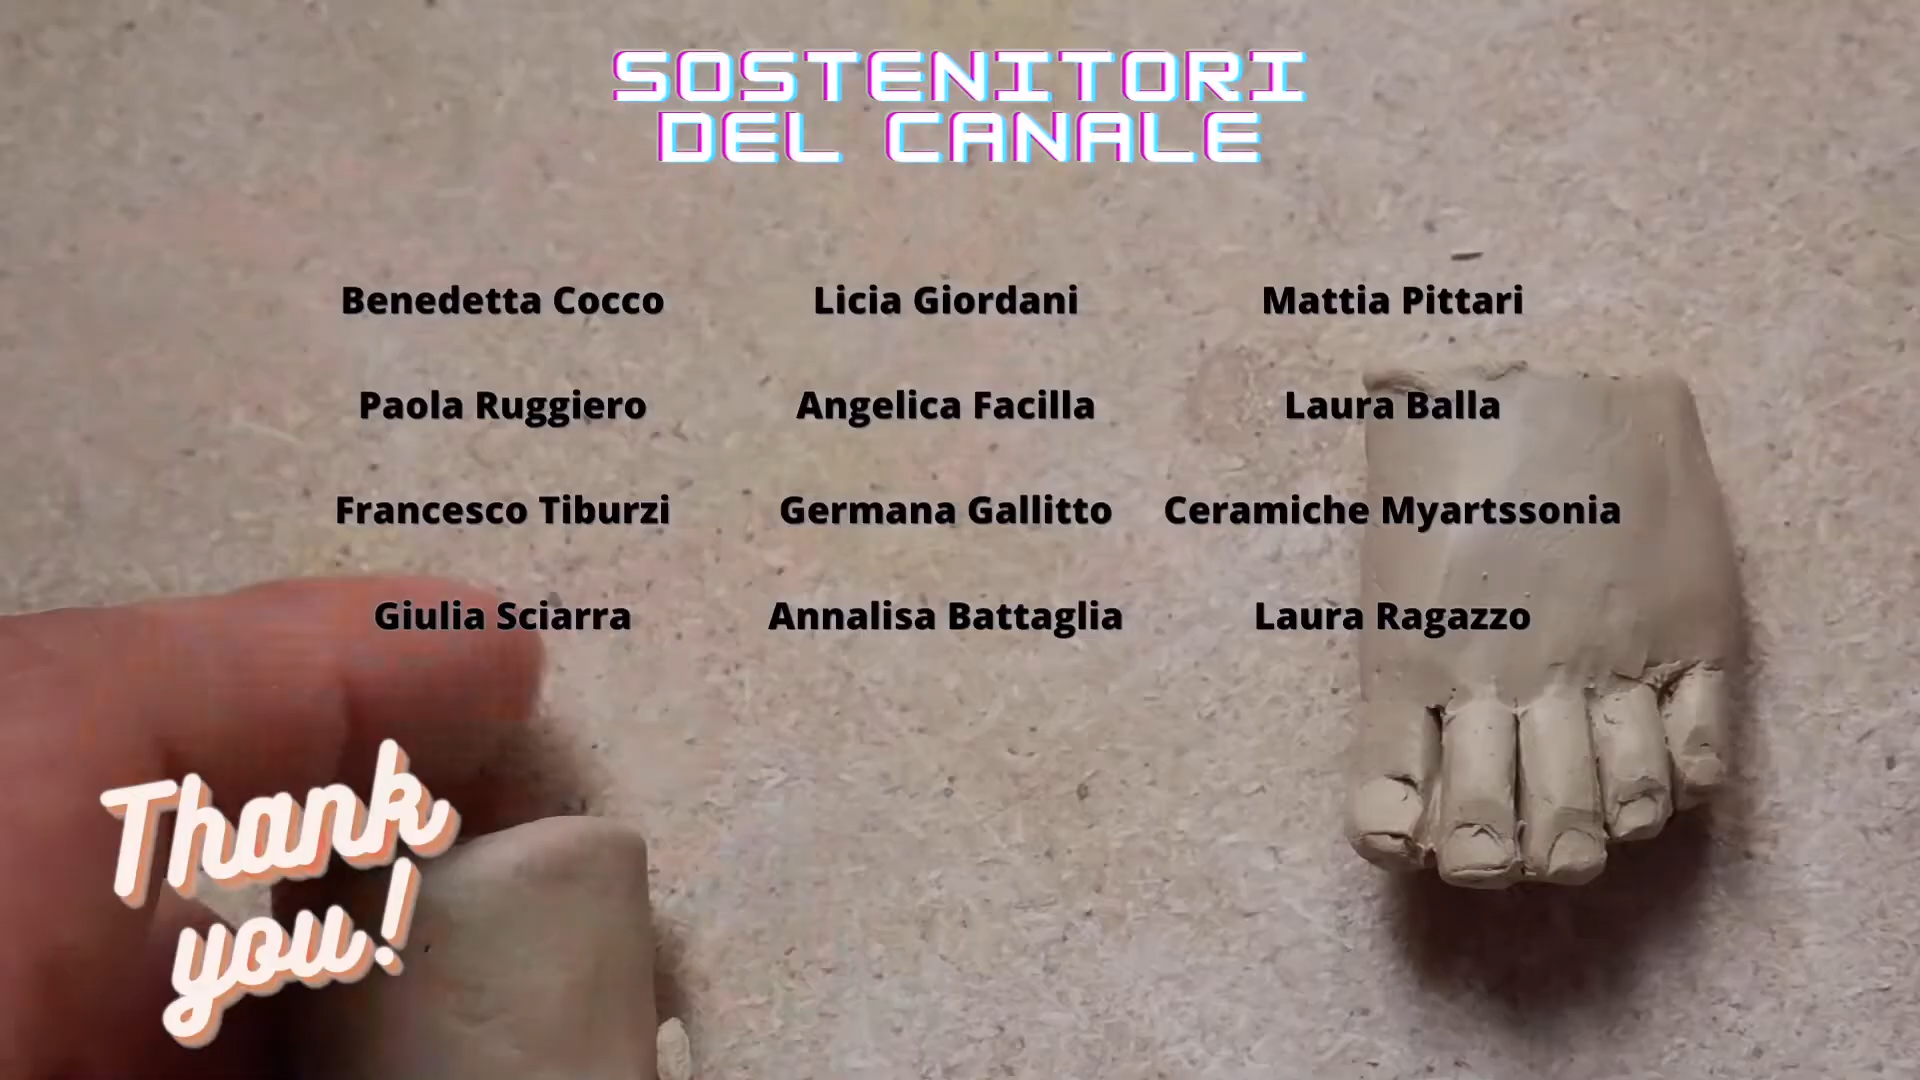 SOSTENITORI
DEL CANALE
Benedetta Cocco
Licia Giordani
Mattia Pittari
Paola Ruggiero
Angelica Facilla
Laura Balla
Francesco Tiburzi
Germana Gallitto
Ceramiche Myartssonia
Giulia Sciarra
Annalisa Battaglia
Laura Ragazzo
Thank
you!